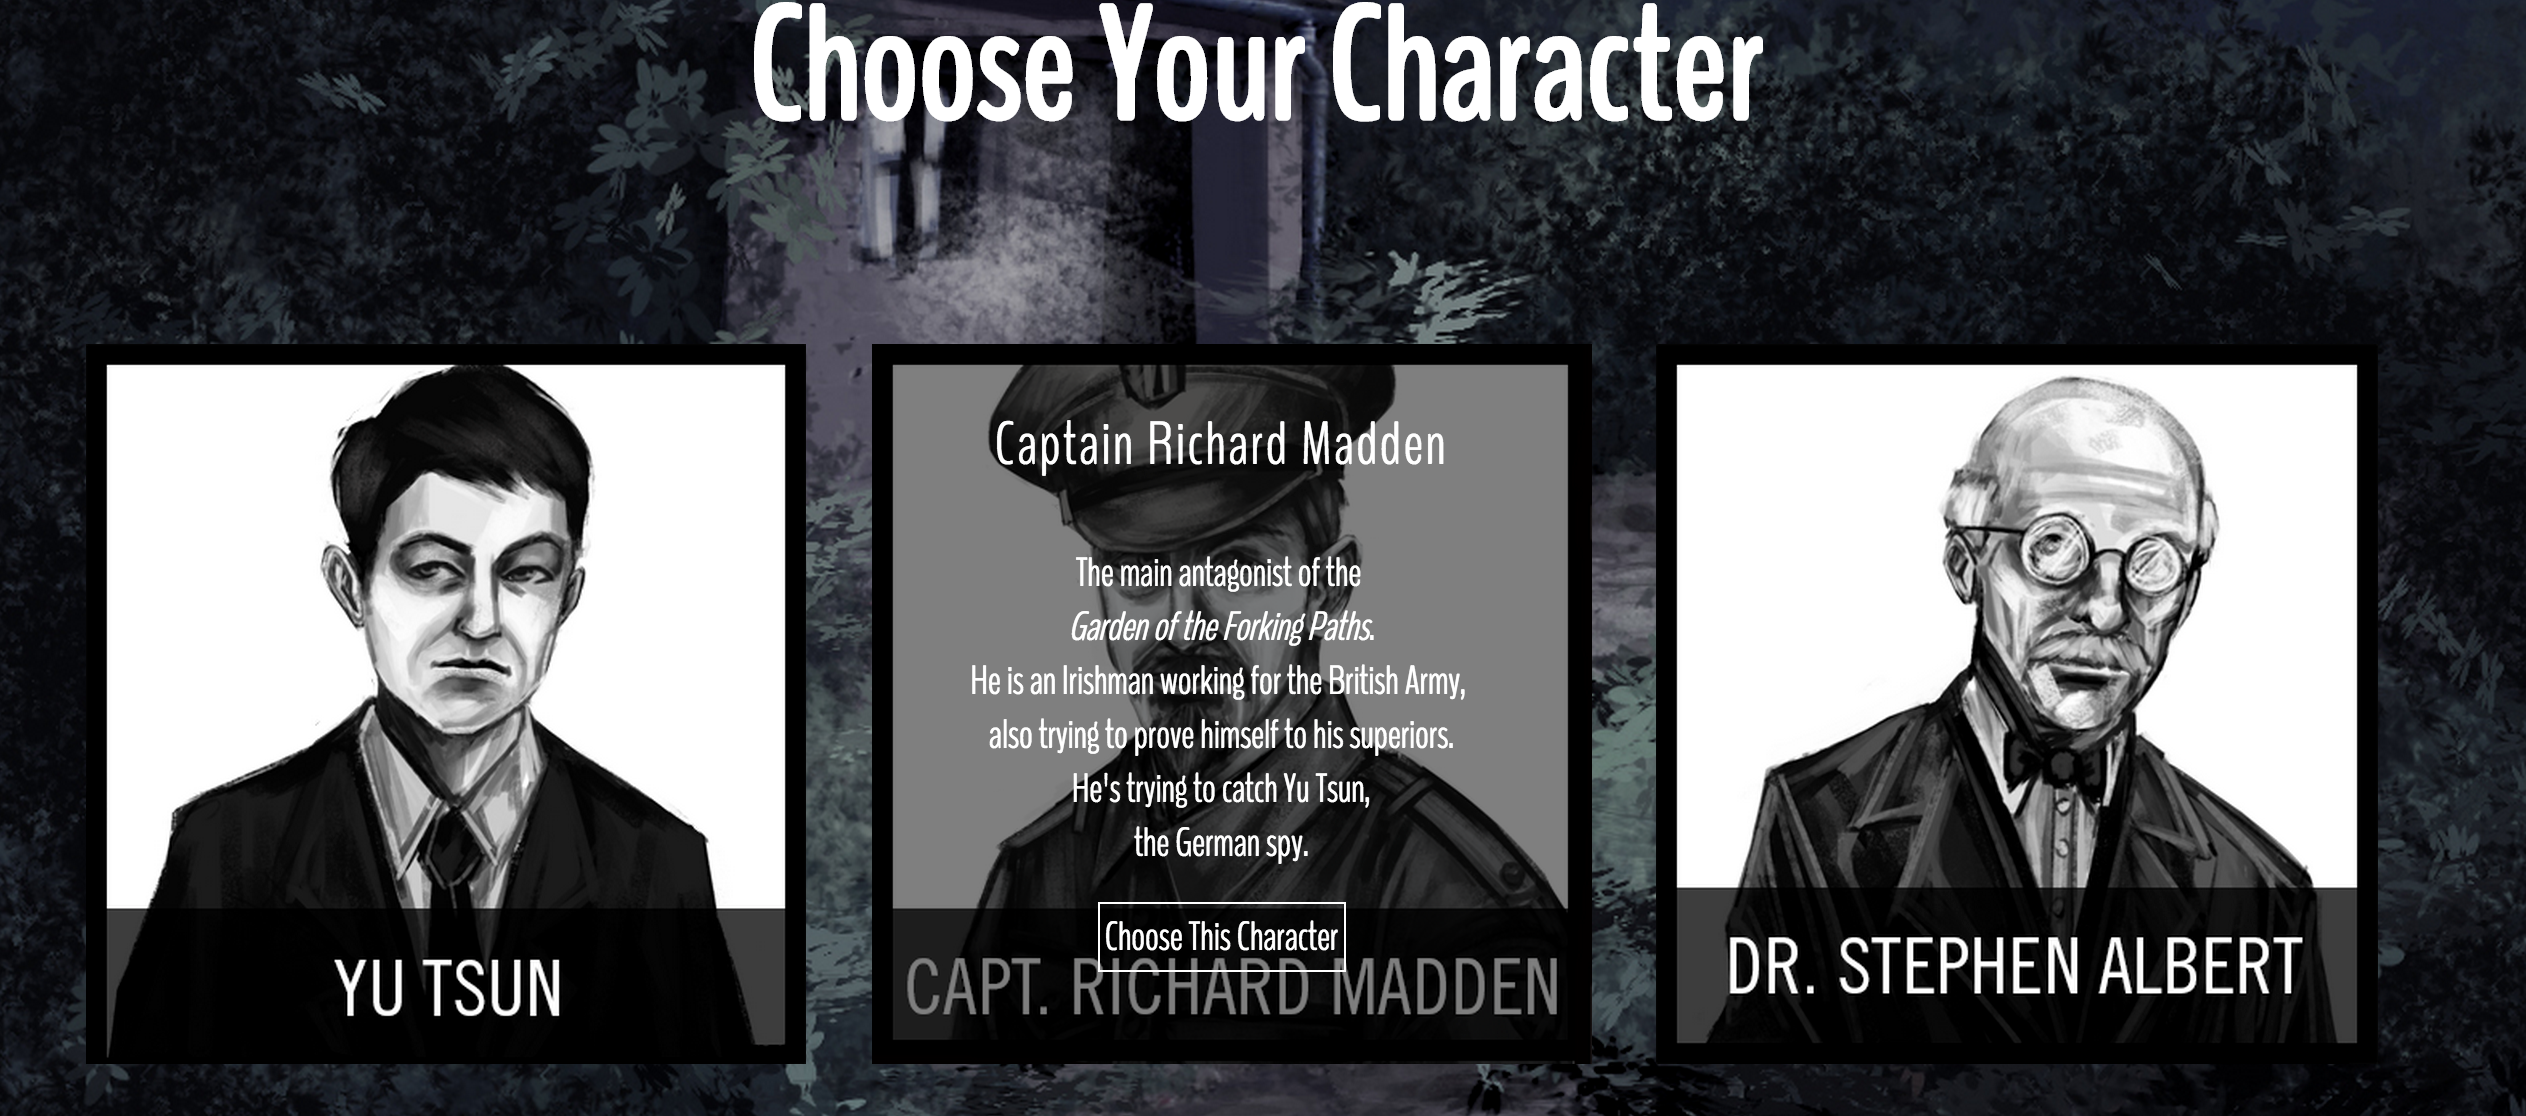 Choose Your Character
YU TSUN
Captain Richard Madden
The main antagonist of the
Garden of the Forking Paths.
He is an Irishman working for the British Army,
also trying to prove himself to his superiors.
He's trying to catch Yu Tsun,
the German spy.
Choose This Character
CAPT. RICHARD MADDEN
DR. STEPHEN ALBERT